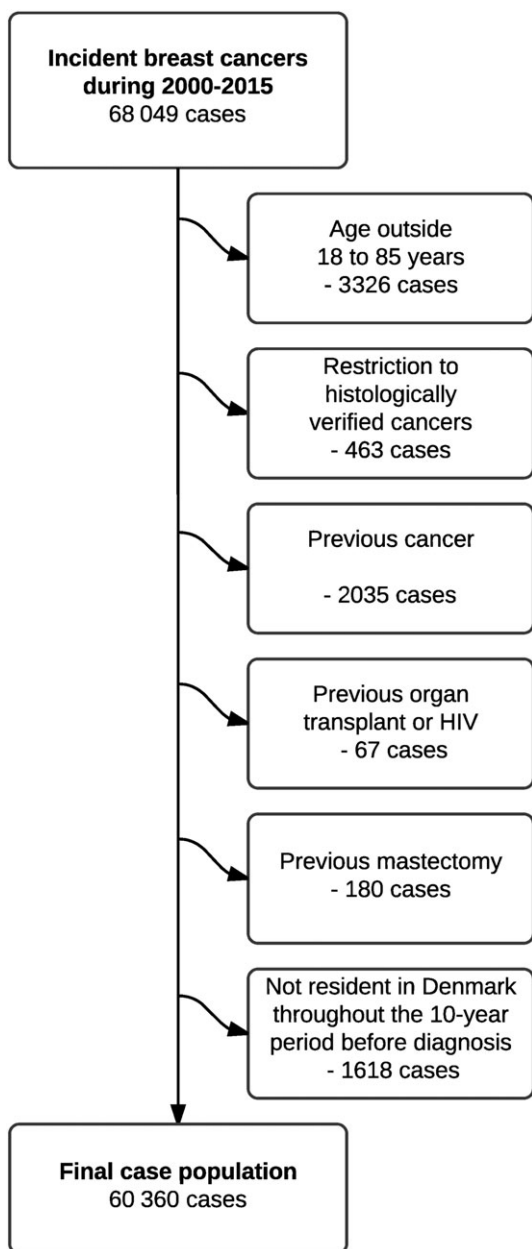 Incident breast cancers
during 2000-2015
68 049 cases
Age outside
18 to 85 years
- 3326 cases
Restriction to
histologically
verified cancers
- 463 cases
Previous cancer
- 2035 cases
Previous organ
transplant or HIV
- 67 cases
Previous mastectomy
- 180 cases
Not resident in Denmark
throughout the 10-year
period before diagnosis
- 1618 cases
Final case population
60 360 cases